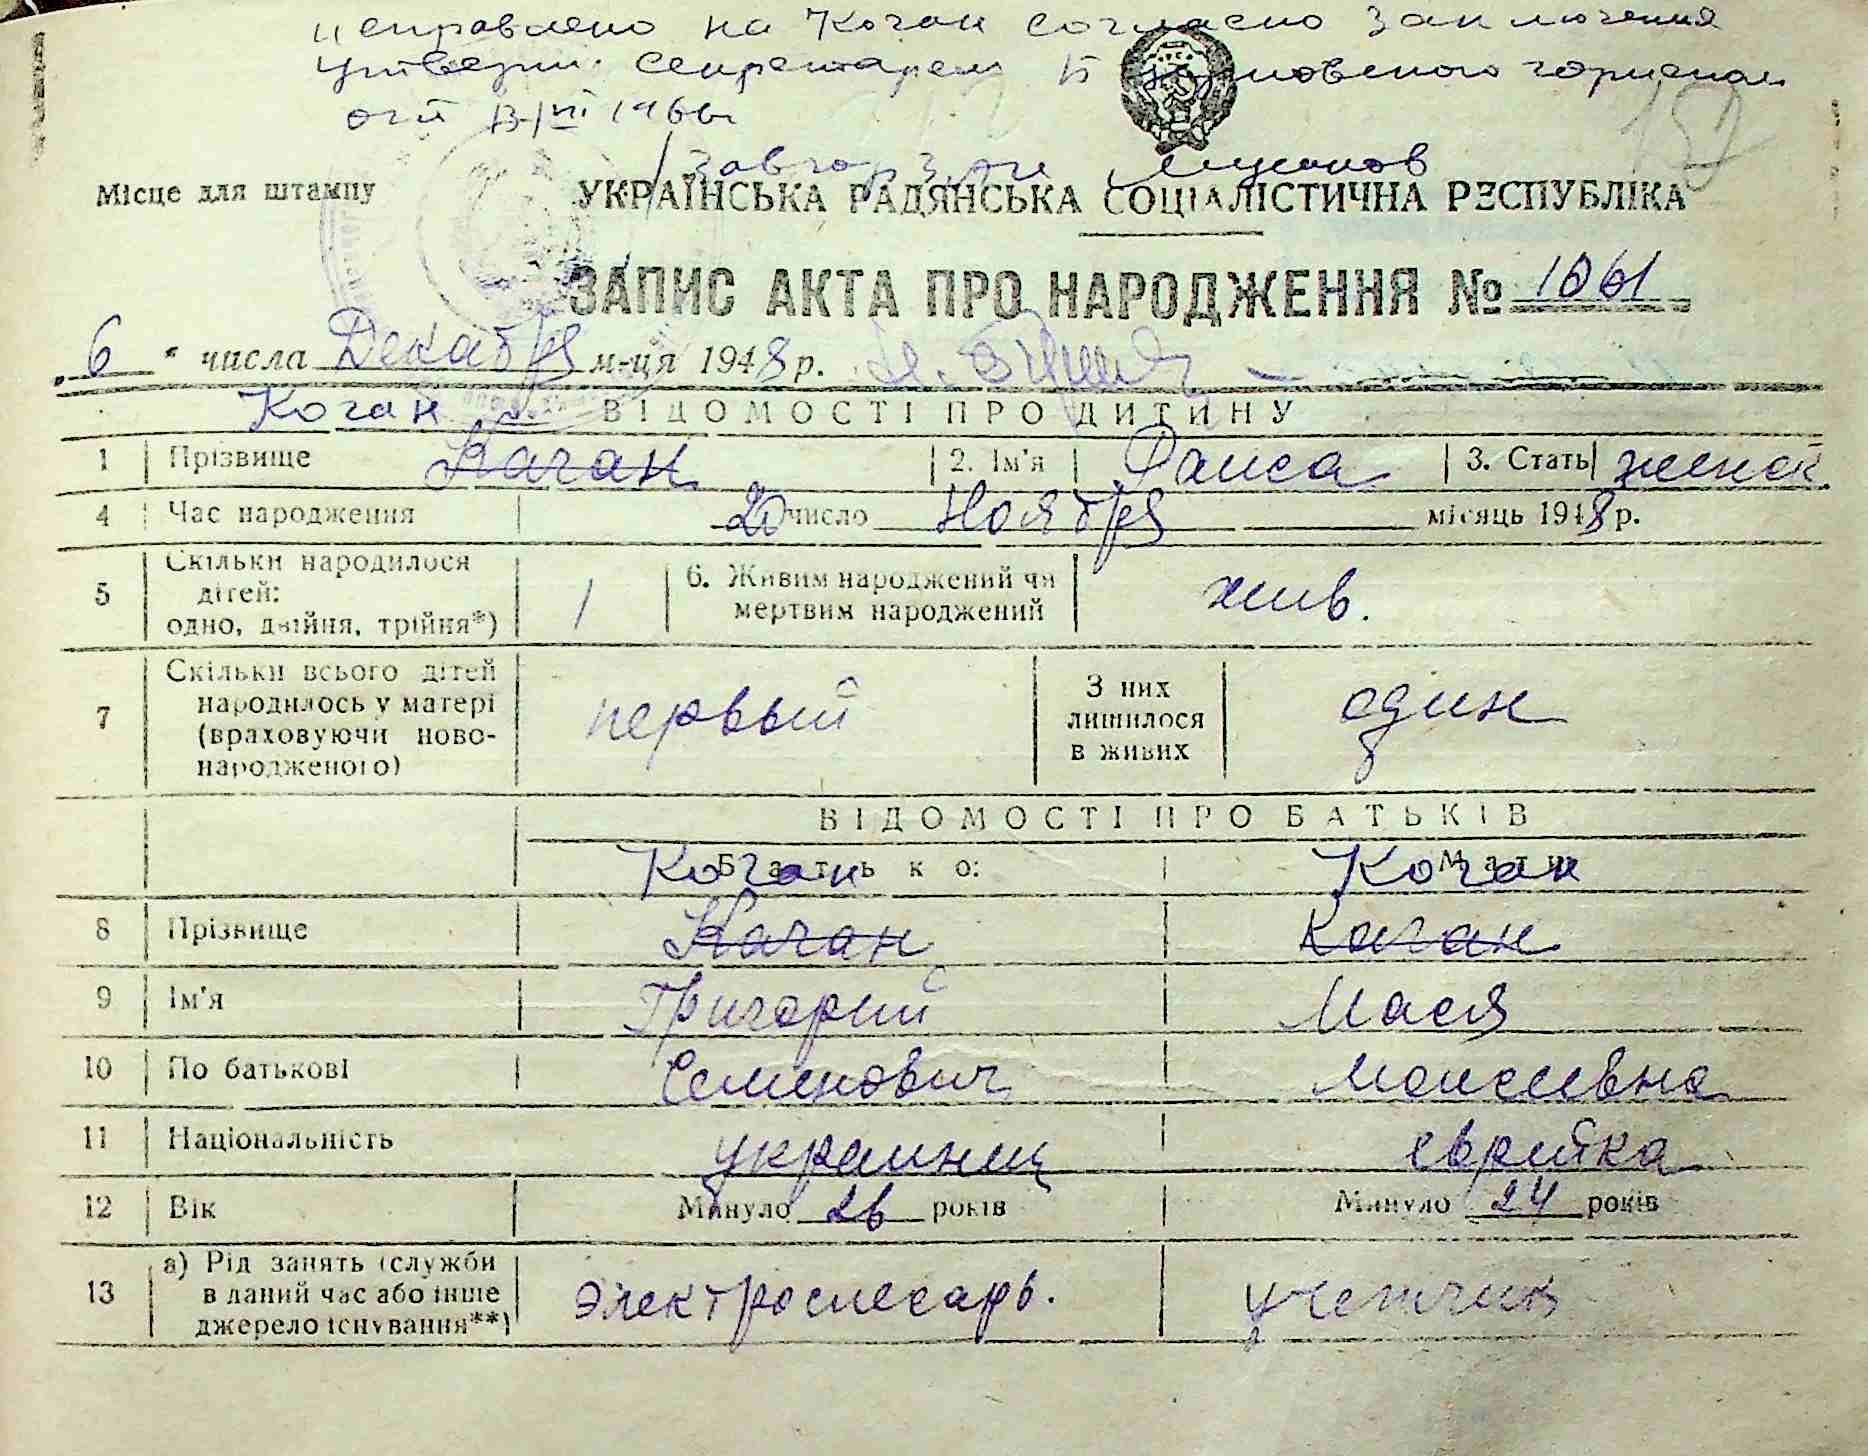 исправлено на Коган согласно заключения
утверж. секретарем горисполкома
от 13/VII 1966
завгорЗАГС
Місце для штампу
УКРАЇНСЬКА РАДЯНСЬКА СОЦІАЛІСТИЧНА РЕСПУБЛІКА
ЗАПИС АКТА ПРО НАРОДЖЕННЯ № 1061
„6“ числа Декабря м-ця 1948 р.
Коган
ВІДОМОСТІ ПРО ДИТИНУ
1 Прізвище Каган 2. Ім'я Фаиса 3. Стать женск
4 Час народження 20 число Ноября місяць 1948 р.
5 Скільки народилося дітей: одно, двійня, трійня*) 1 6. Живим народжений чи мертвим народжений жив.
7 Скільки всього дітей народилось у матері (враховуючи новонародженого) первый З них лишилося в живих один
ВІДОМОСТІ ПРО БАТЬКІВ
Батько: Мати
Коган Коган
8 Прізвище Каган Каган
9 Ім'я Григорий Мася
10 По батькові Семенович Моисеевна
11 Національність украинец еврейка
12 Вік Минуло 26 років Минуло 24 років
13 а) Рід занять (служби в даний час або інше джерело існування**) электрослесарь. учетчик